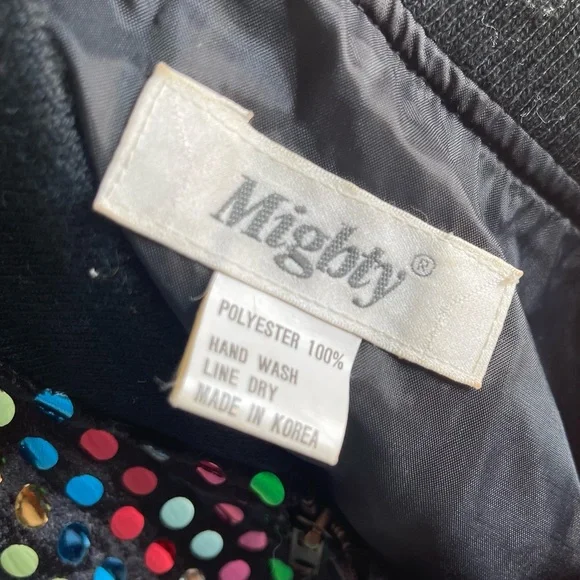 Mighty®
POLYESTER 100%
HAND WASH
LINE DRY
MADE IN KOREA